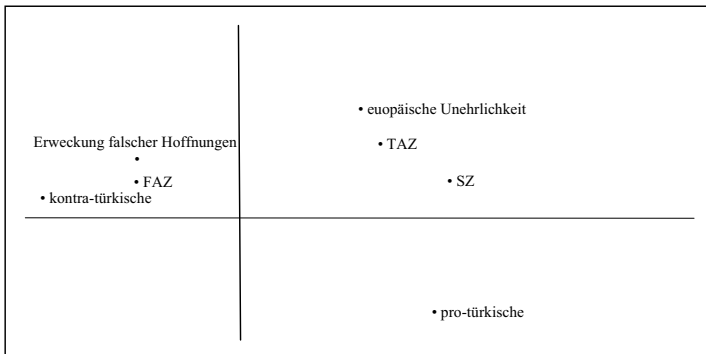 • euopäische Unehrlichkeit
Erweckung falscher Hoffnungen
•
• TAZ
• FAZ
• SZ
• kontra-türkische
• pro-türkische